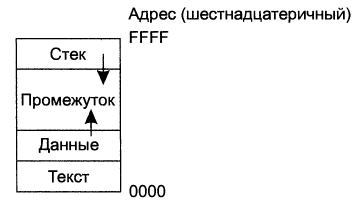 Адрес (шестнадцатеричный)
FFFF
Стек
Промежуток
Данные
Текст
0000